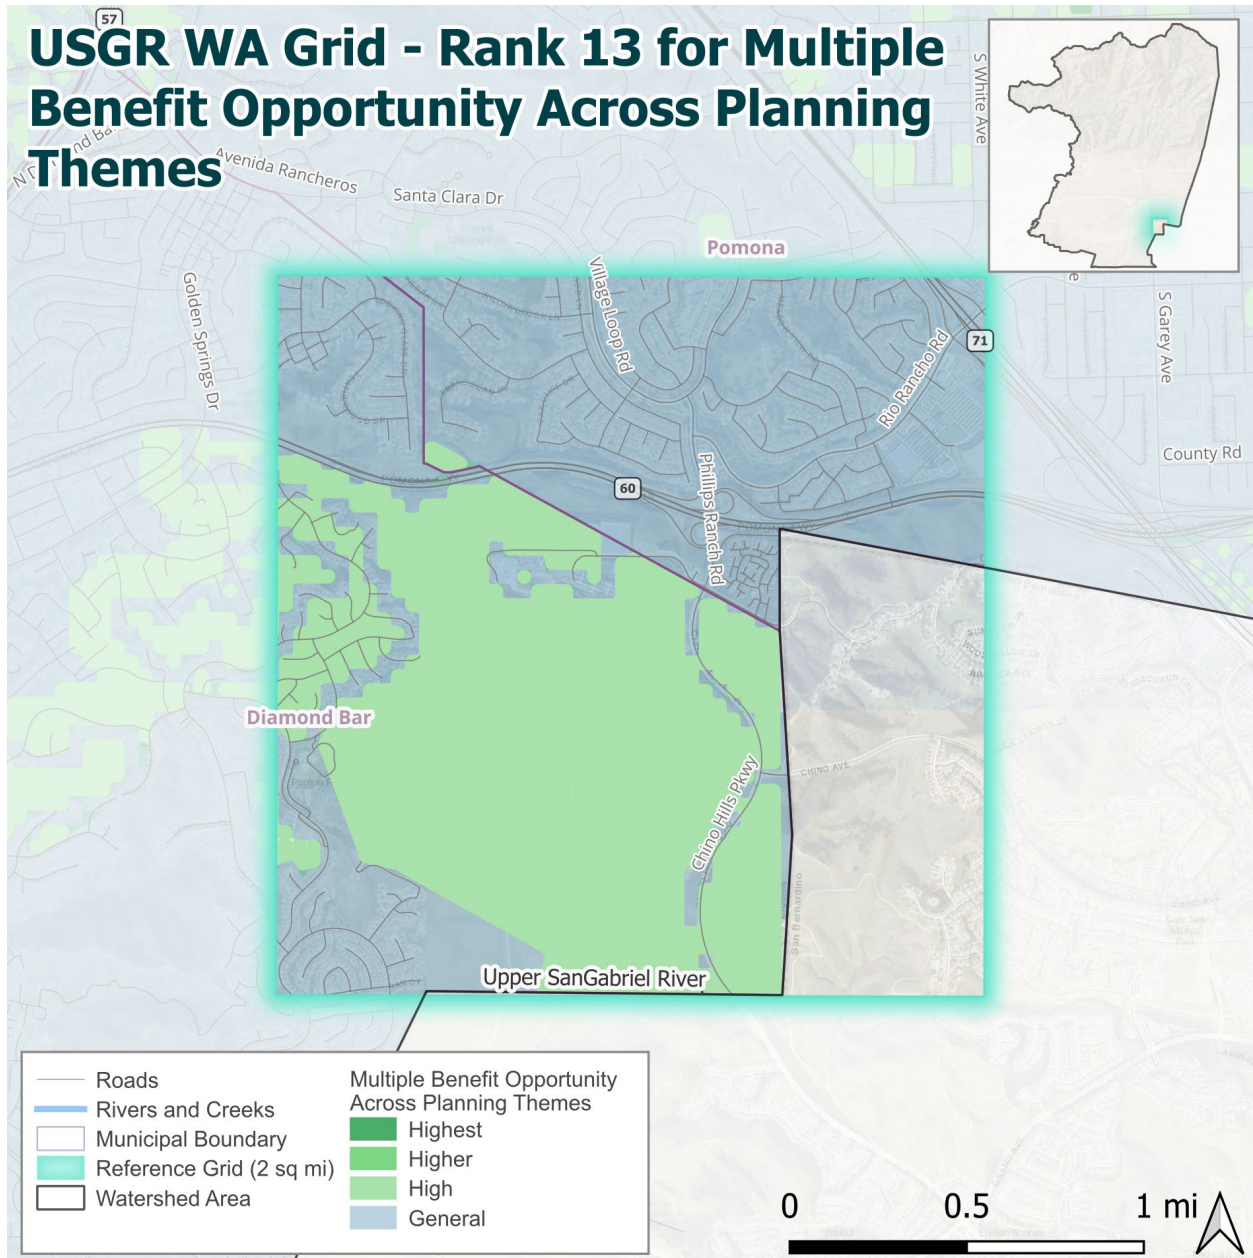 57
USGR WA Grid - Rank 13 for Multiple
Benefit Opportunity Across Planning
Themes
S White Ave
Avenida Rancheros
Santa Clara Dr
Pomona
Golden Springs Dr
Village Loop Rd
Rio Rancho Rd
71
S Garey Ave
County Rd
60
Phillips Ranch Rd
Diamond Bar
CHINO AVE
Chino Hills Pkwy
San Bernardino
Upper SanGabriel River
Roads
Rivers and Creeks
Municipal Boundary
Reference Grid (2 sq mi)
Watershed Area
Multiple Benefit Opportunity
Across Planning Themes
Highest
Higher
High
General
0
0.5
1 mi